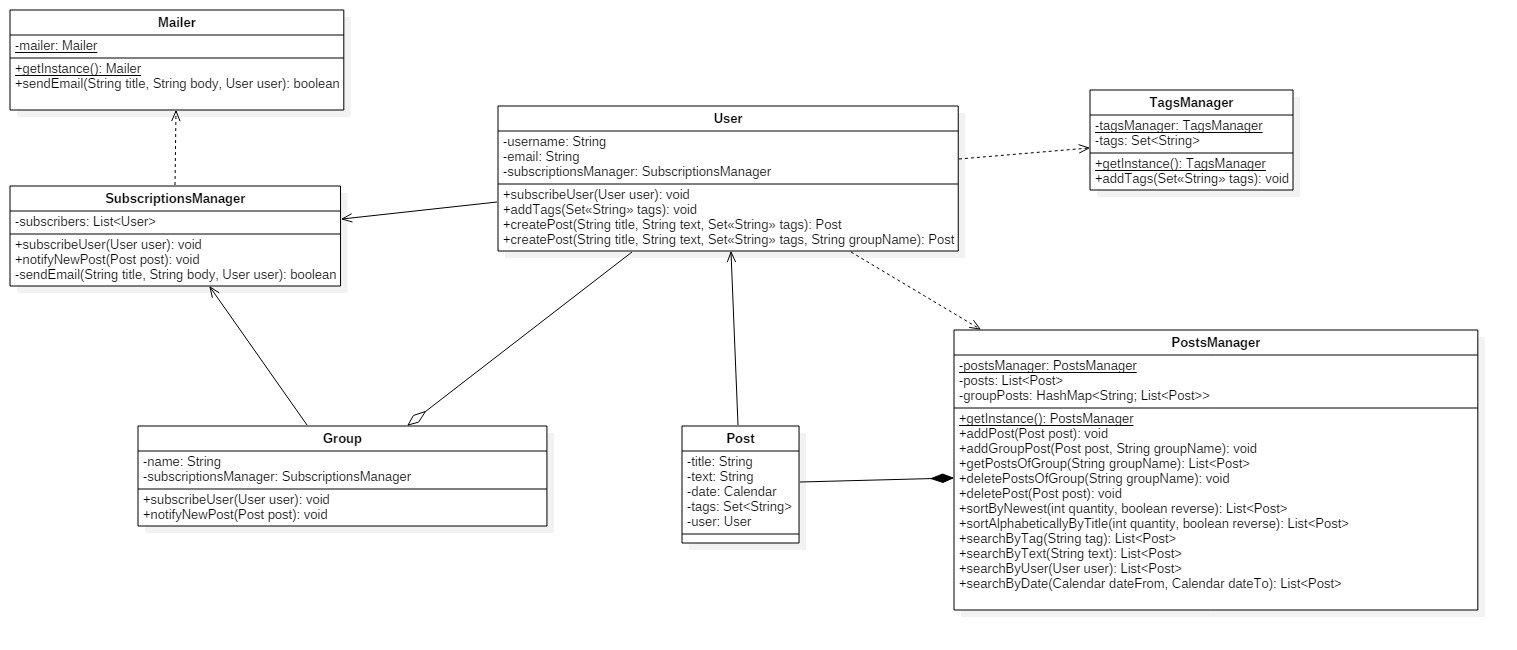 Mailer
-mailer: Mailer
+getInstance(): Mailer
+sendEmail(String title, String body, User user): boolean
SubscriptionsManager
-subscribers: List<User>
+subscribeUser(User user): void
+notifyNewPost(Post post): void
-sendEmail(String title, String body, User user): boolean
User
-username: String
-email: String
-subscriptionsManager: SubscriptionsManager
+subscribeUser(User user): void
+addTags(Set«String» tags): void
+createPost(String title, String text, Set«String» tags): Post
+createPost(String title, String text, Set«String» tags, String groupName): Post
TagsManager
-tagsManager: TagsManager
-tags: Set<String>
+getInstance(): TagsManager
+addTags(Set«String» tags): void
Group
-name: String
-subscriptionsManager: SubscriptionsManager
+subscribeUser(User user): void
+notifyNewPost(Post post): void
Post
-title: String
-text: String
-date: Calendar
-tags: Set<String>
-user: User
PostsManager
-postsManager: PostsManager
-posts: List<Post>
-groupPosts: HashMap<String; List<Post>>
+getInstance(): PostsManager
+addPost(Post post): void
+addGroupPost(Post post, String groupName): void
+getPostsOfGroup(String groupName): List<Post>
+deletePostsOfGroup(String groupName): void
+deletePost(Post post): void
+sortByNewest(int quantity, boolean reverse): List<Post>
+sortAlphabeticallyByTitle(int quantity, boolean reverse): List<Post>
+searchByTag(String tag): List<Post>
+searchByText(String text): List<Post>
+searchByUser(User user): List<Post>
+searchByDate(Calendar dateFrom, Calendar dateTo): List<Post>